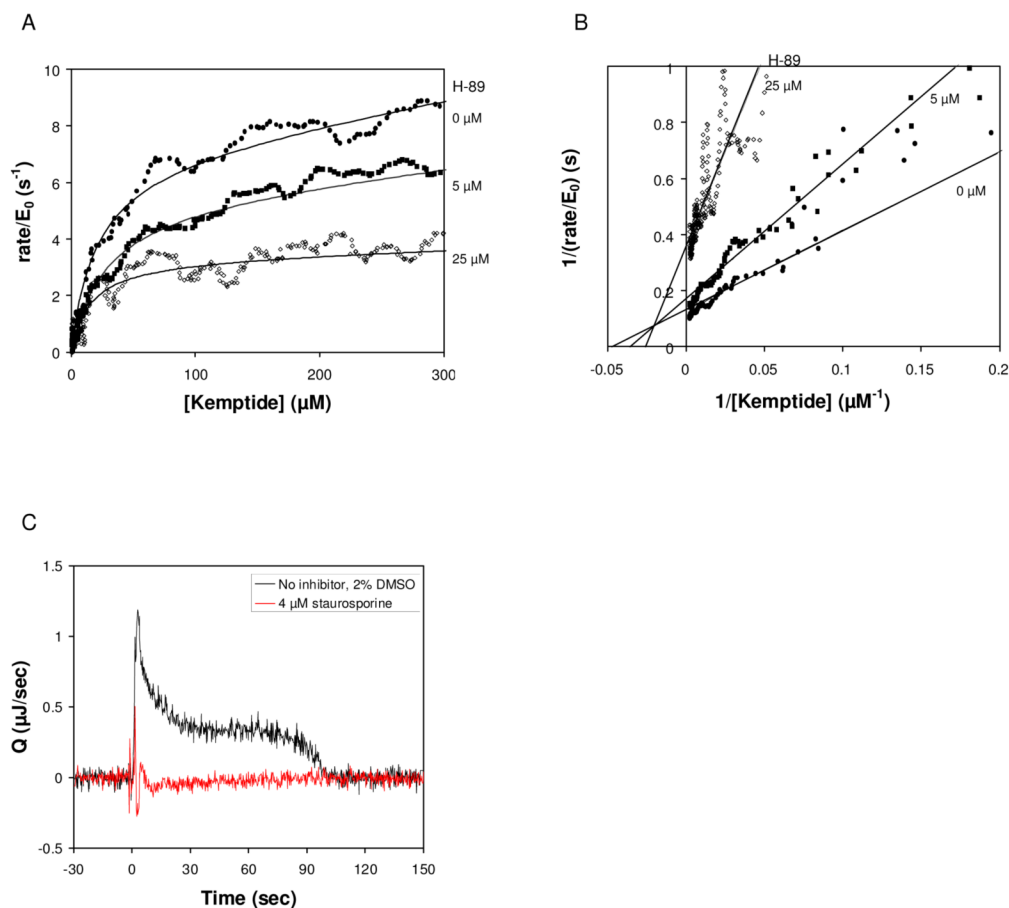 A
rate/E0 (s-1)
10
8
6
4
2
0
0
100
200
300
[Kemptide] (µM)
H-89
0 µM
5 µM
25 µM
B
1/(rate/E0) (s)
1
0.8
0.6
0.4
0.2
0
-0.05
0
0.05
0.1
0.15
0.2
1/[Kemptide] (µM-1)
H-89
25 µM
5 µM
0 µM
C
Q (µJ/sec)
1.5
1
0.5
0
-0.5
-30
0
30
60
90
120
150
Time (sec)
No inhibitor, 2% DMSO
4 µM staurosporine